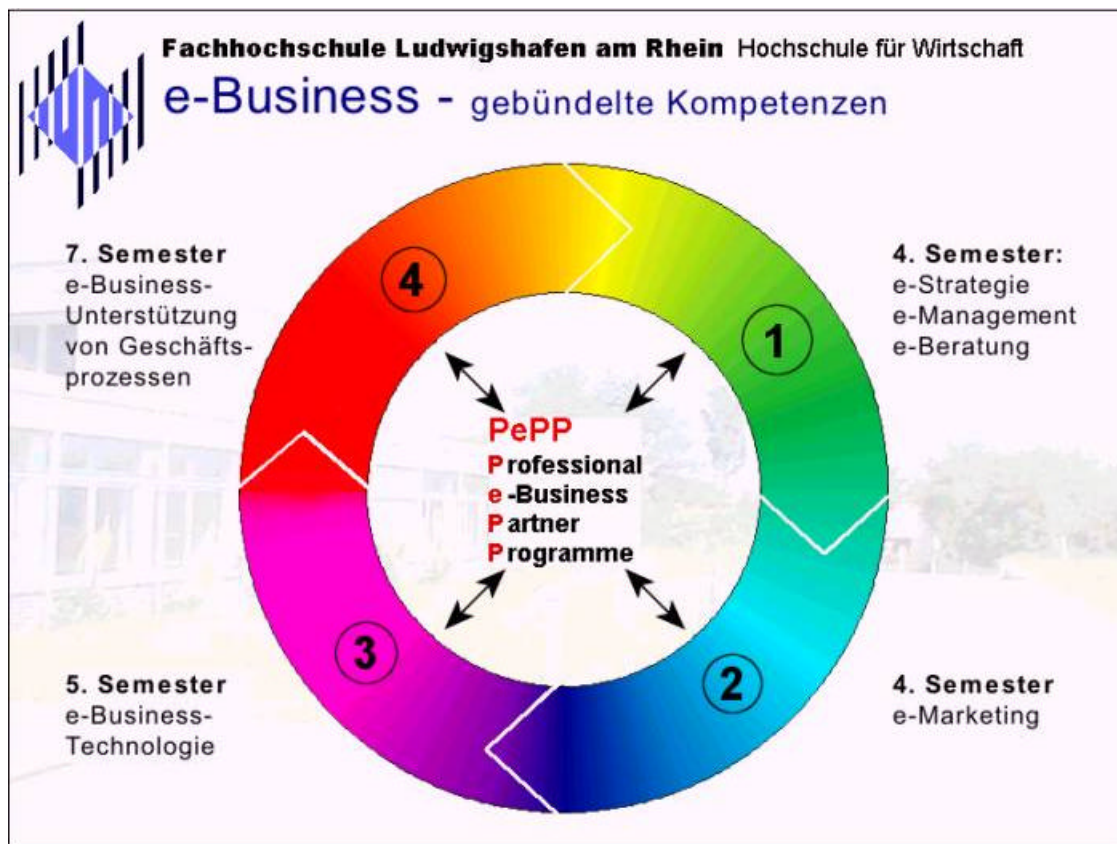 Fachhochschule Ludwigshafen am Rhein Hochschule für Wirtschaft
e-Business - gebündelte Kompetenzen
7. Semester
e-Business-
Unterstützung
von Geschäfts-
prozessen
4
1
4. Semester:
e-Strategie
e-Management
e-Beratung
PePP
Professional
e-Business
Partner
Programme
3
5. Semester
e-Business-
Technologie
2
4. Semester
e-Marketing